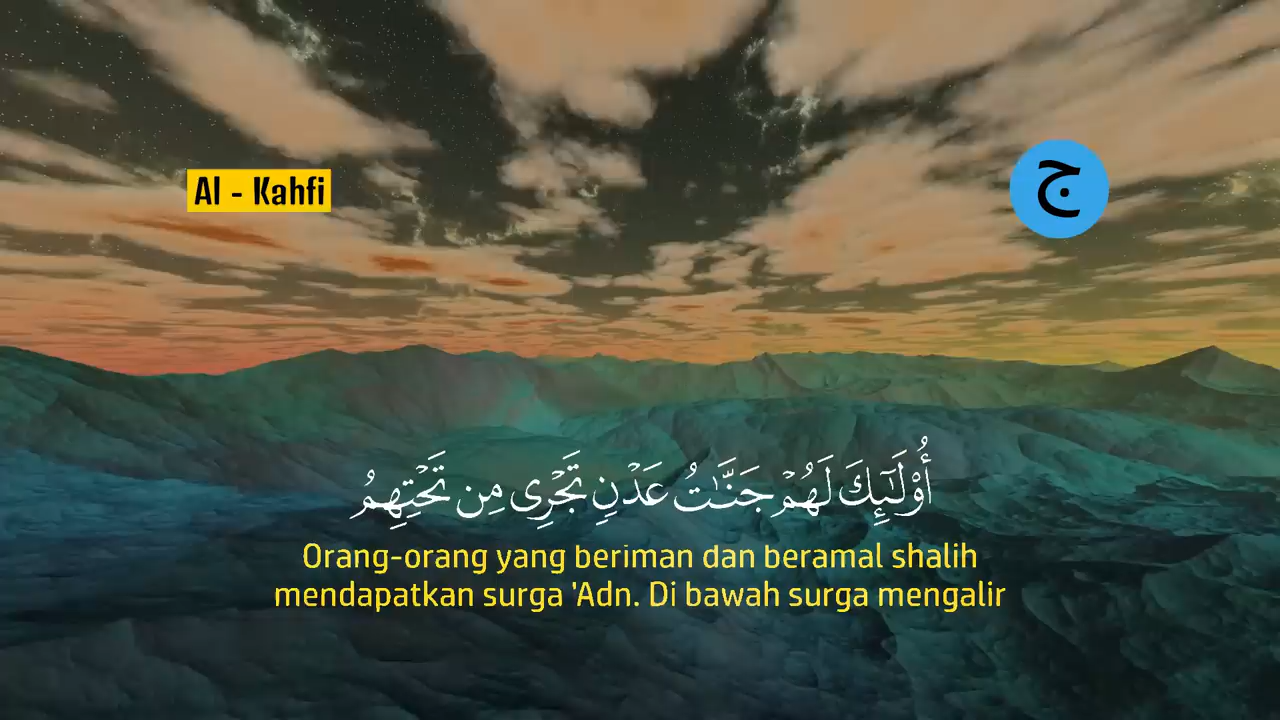 Al - Kahfi
ج
أُوْلَٰٓئِكَ لَهُمْ جَنَّٰتُ عَدْنٍ تَجْرِى مِن تَحْتِهِمُ
Orang-orang yang beriman dan beramal shalih
mendapatkan surga 'Adn. Di bawah surga mengalir